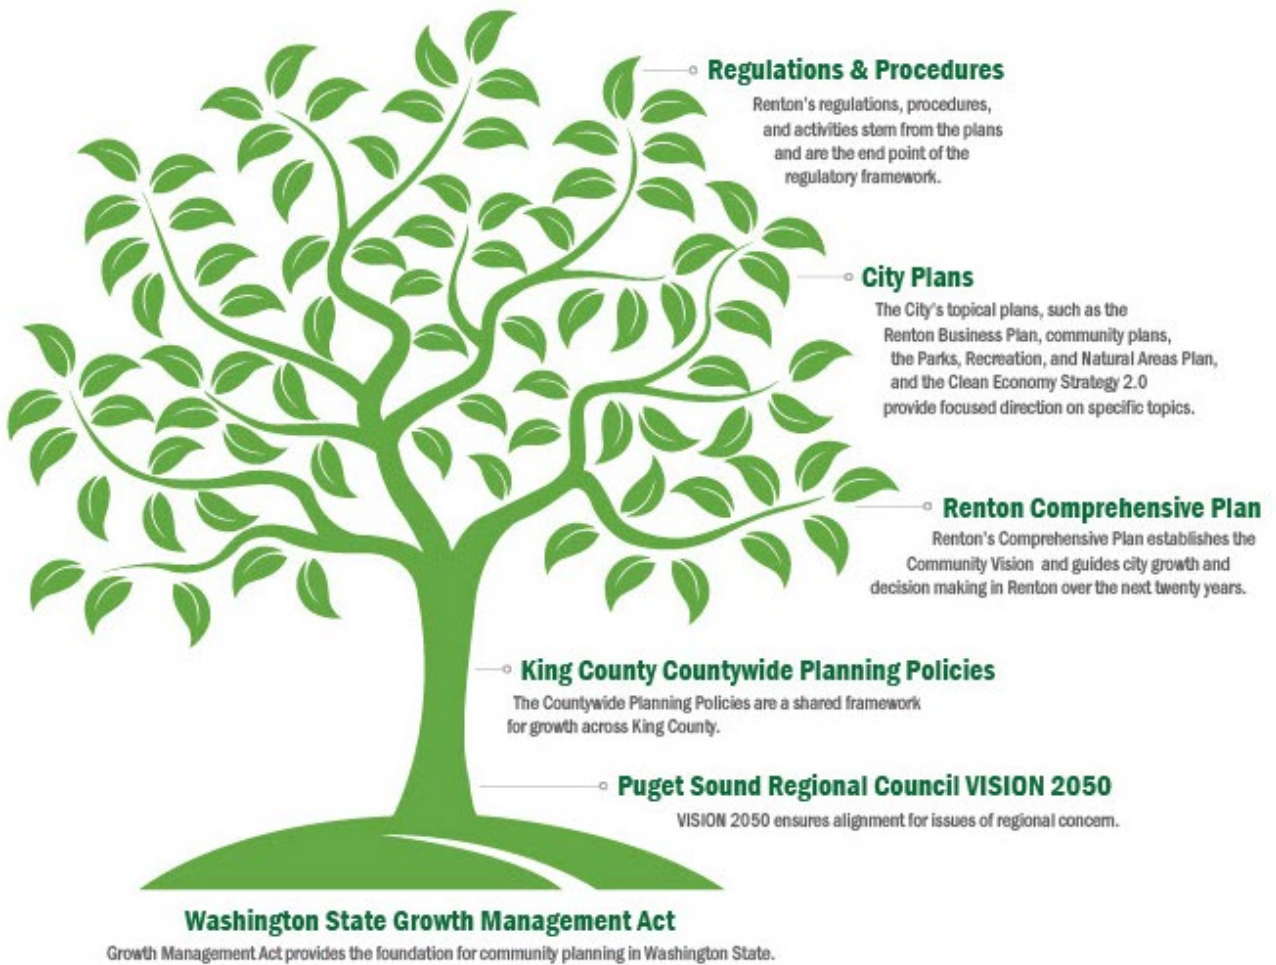 Regulations & Procedures
Renton's regulations, procedures,
and activities stem from the plans
and are the end point of the
regulatory framework.
City Plans
The City's topical plans, such as the
Renton Business Plan, community plans,
the Parks, Recreation, and Natural Areas Plan,
and the Clean Economy Strategy 2.0
provide focused direction on specific topics.
Renton Comprehensive Plan
Renton's Comprehensive Plan establishes the
Community Vision and guides city growth and
decision making in Renton over the next twenty years.
King County Countywide Planning Policies
The Countywide Planning Policies are a shared framework
for growth across King County.
Puget Sound Regional Council VISION 2050
VISION 2050 ensures alignment for issues of regional concern.
Washington State Growth Management Act
Growth Management Act provides the foundation for community planning in Washington State.